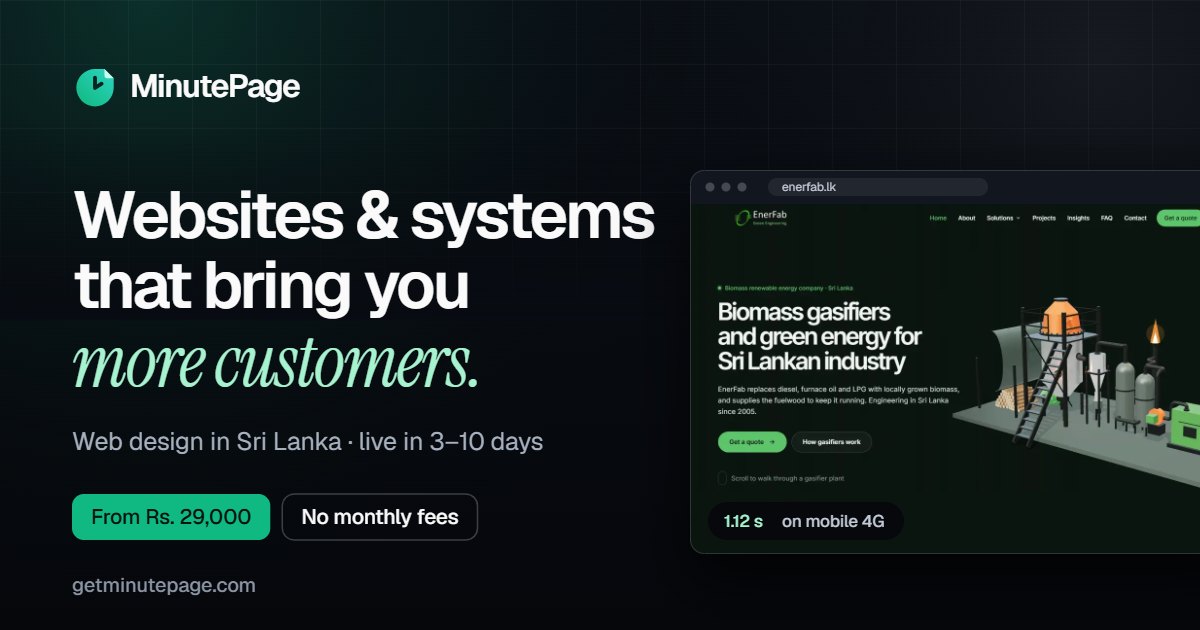 MinutePage
Websites & systems
that bring you
more customers.
Web design in Sri Lanka · live in 3–10 days
From Rs. 29,000
No monthly fees
getminutepage.com
enerfab.lk
EnerFab
Home
About
Solutions
Projects
Insights
FAQ
Contact
Get a quote
Biomass renewable energy company · Sri Lanka
Biomass gasifiers
and green energy for
Sri Lankan industry
EnerFab replaces diesel, furnace oil and LPG with locally grown biomass,
and supplies the fuelwood to keep it running. Engineering in Sri Lanka
since 2005.
Get a quote →
How gasifiers work
Scroll to walk through a gasifier plant
1.12 s on mobile 4G